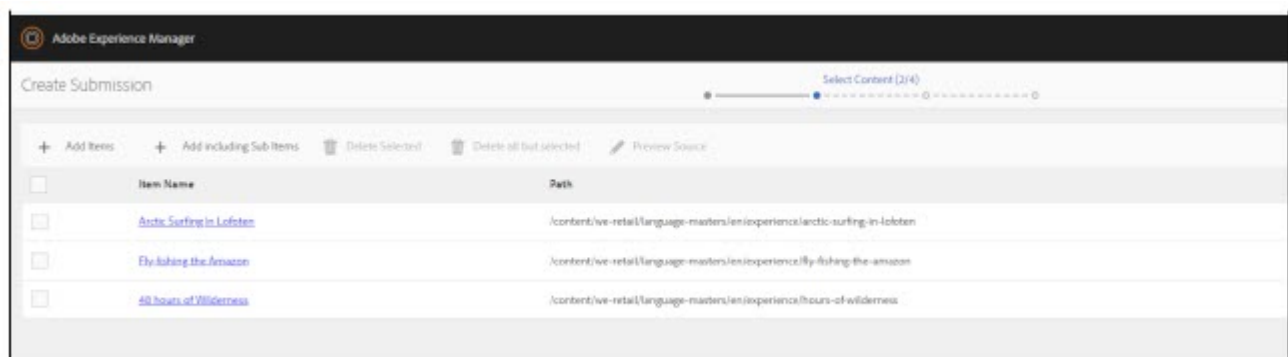 Adobe Experience Manager
Create Submission
Select Content (2/4)
Add Items Add including Sub Items Delete Selected Delete all but selected Preview Source
Item Name Path
Arctic Surfing In Lofoten /content/we-retail/language-masters/en/experience/arctic-surfing-in-lofoten
Fly-fishing the Amazon /content/we-retail/language-masters/en/experience/fly-fishing-the-amazon
48 hours of Wilderness /content/we-retail/language-masters/en/experience/hours-of-wilderness